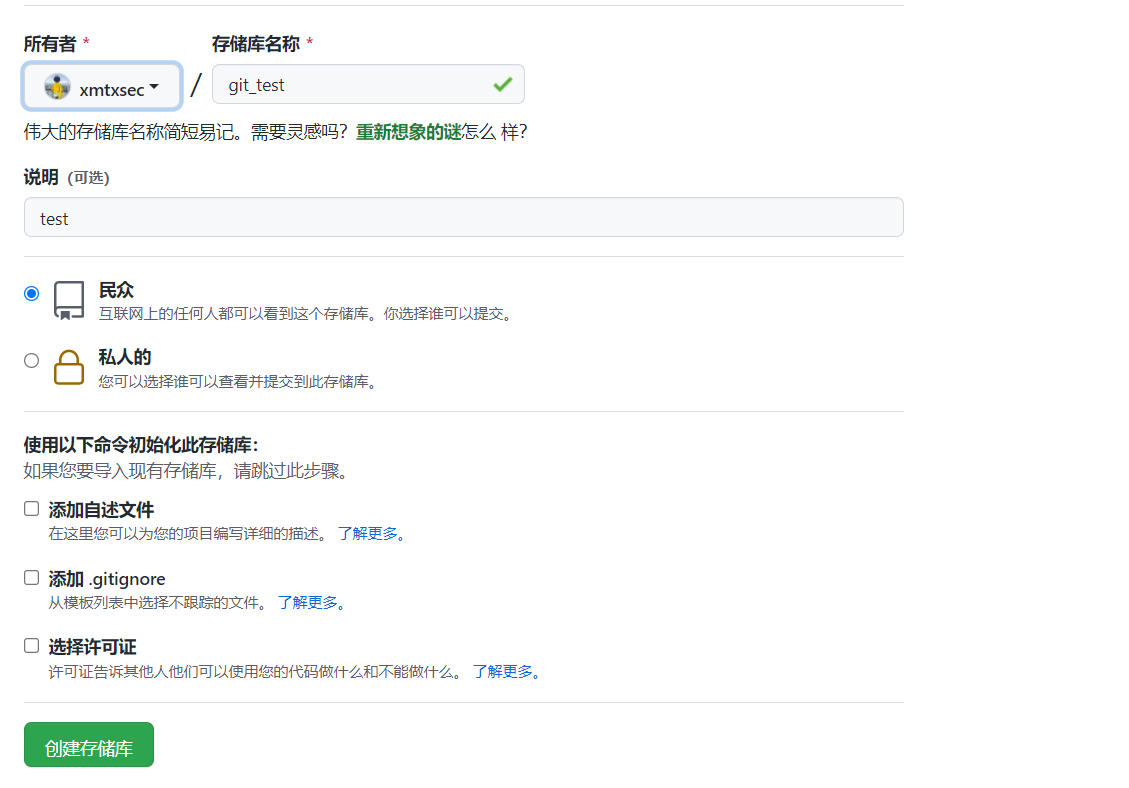 所有者 * 存储库名称 *
xmtxsec / git_test
伟大的存储库名称简短易记。需要灵感吗？重新想象的谜怎么 样？
说明 (可选)
test
民众
互联网上的任何人都可以看到这个存储库。你选择谁可以提交。
私人的
您可以选择谁可以查看并提交到此存储库。
使用以下命令初始化此存储库：
如果您要导入现有存储库，请跳过此步骤。
添加自述文件
在这里您可以为您的项目编写详细的描述。 了解更多。
添加 .gitignore
从模板列表中选择不跟踪的文件。 了解更多。
选择许可证
许可证告诉其他人他们可以使用您的代码做什么和不能做什么。 了解更多。
创建存储库